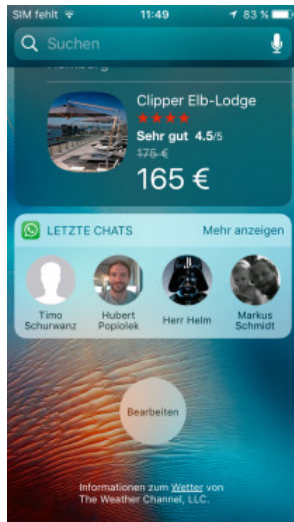 SIM fehlt 11:49 83 %
Suchen
Hamburg
Clipper Elb-Lodge
Sehr gut 4.5/5
175 €
165 €
LETZTE CHATS Mehr anzeigen
Timo Schurwanz
Hubert Popiolek
Herr Helm
Markus Schmidt
Bearbeiten
Informationen zum Wetter von
The Weather Channel, LLC.